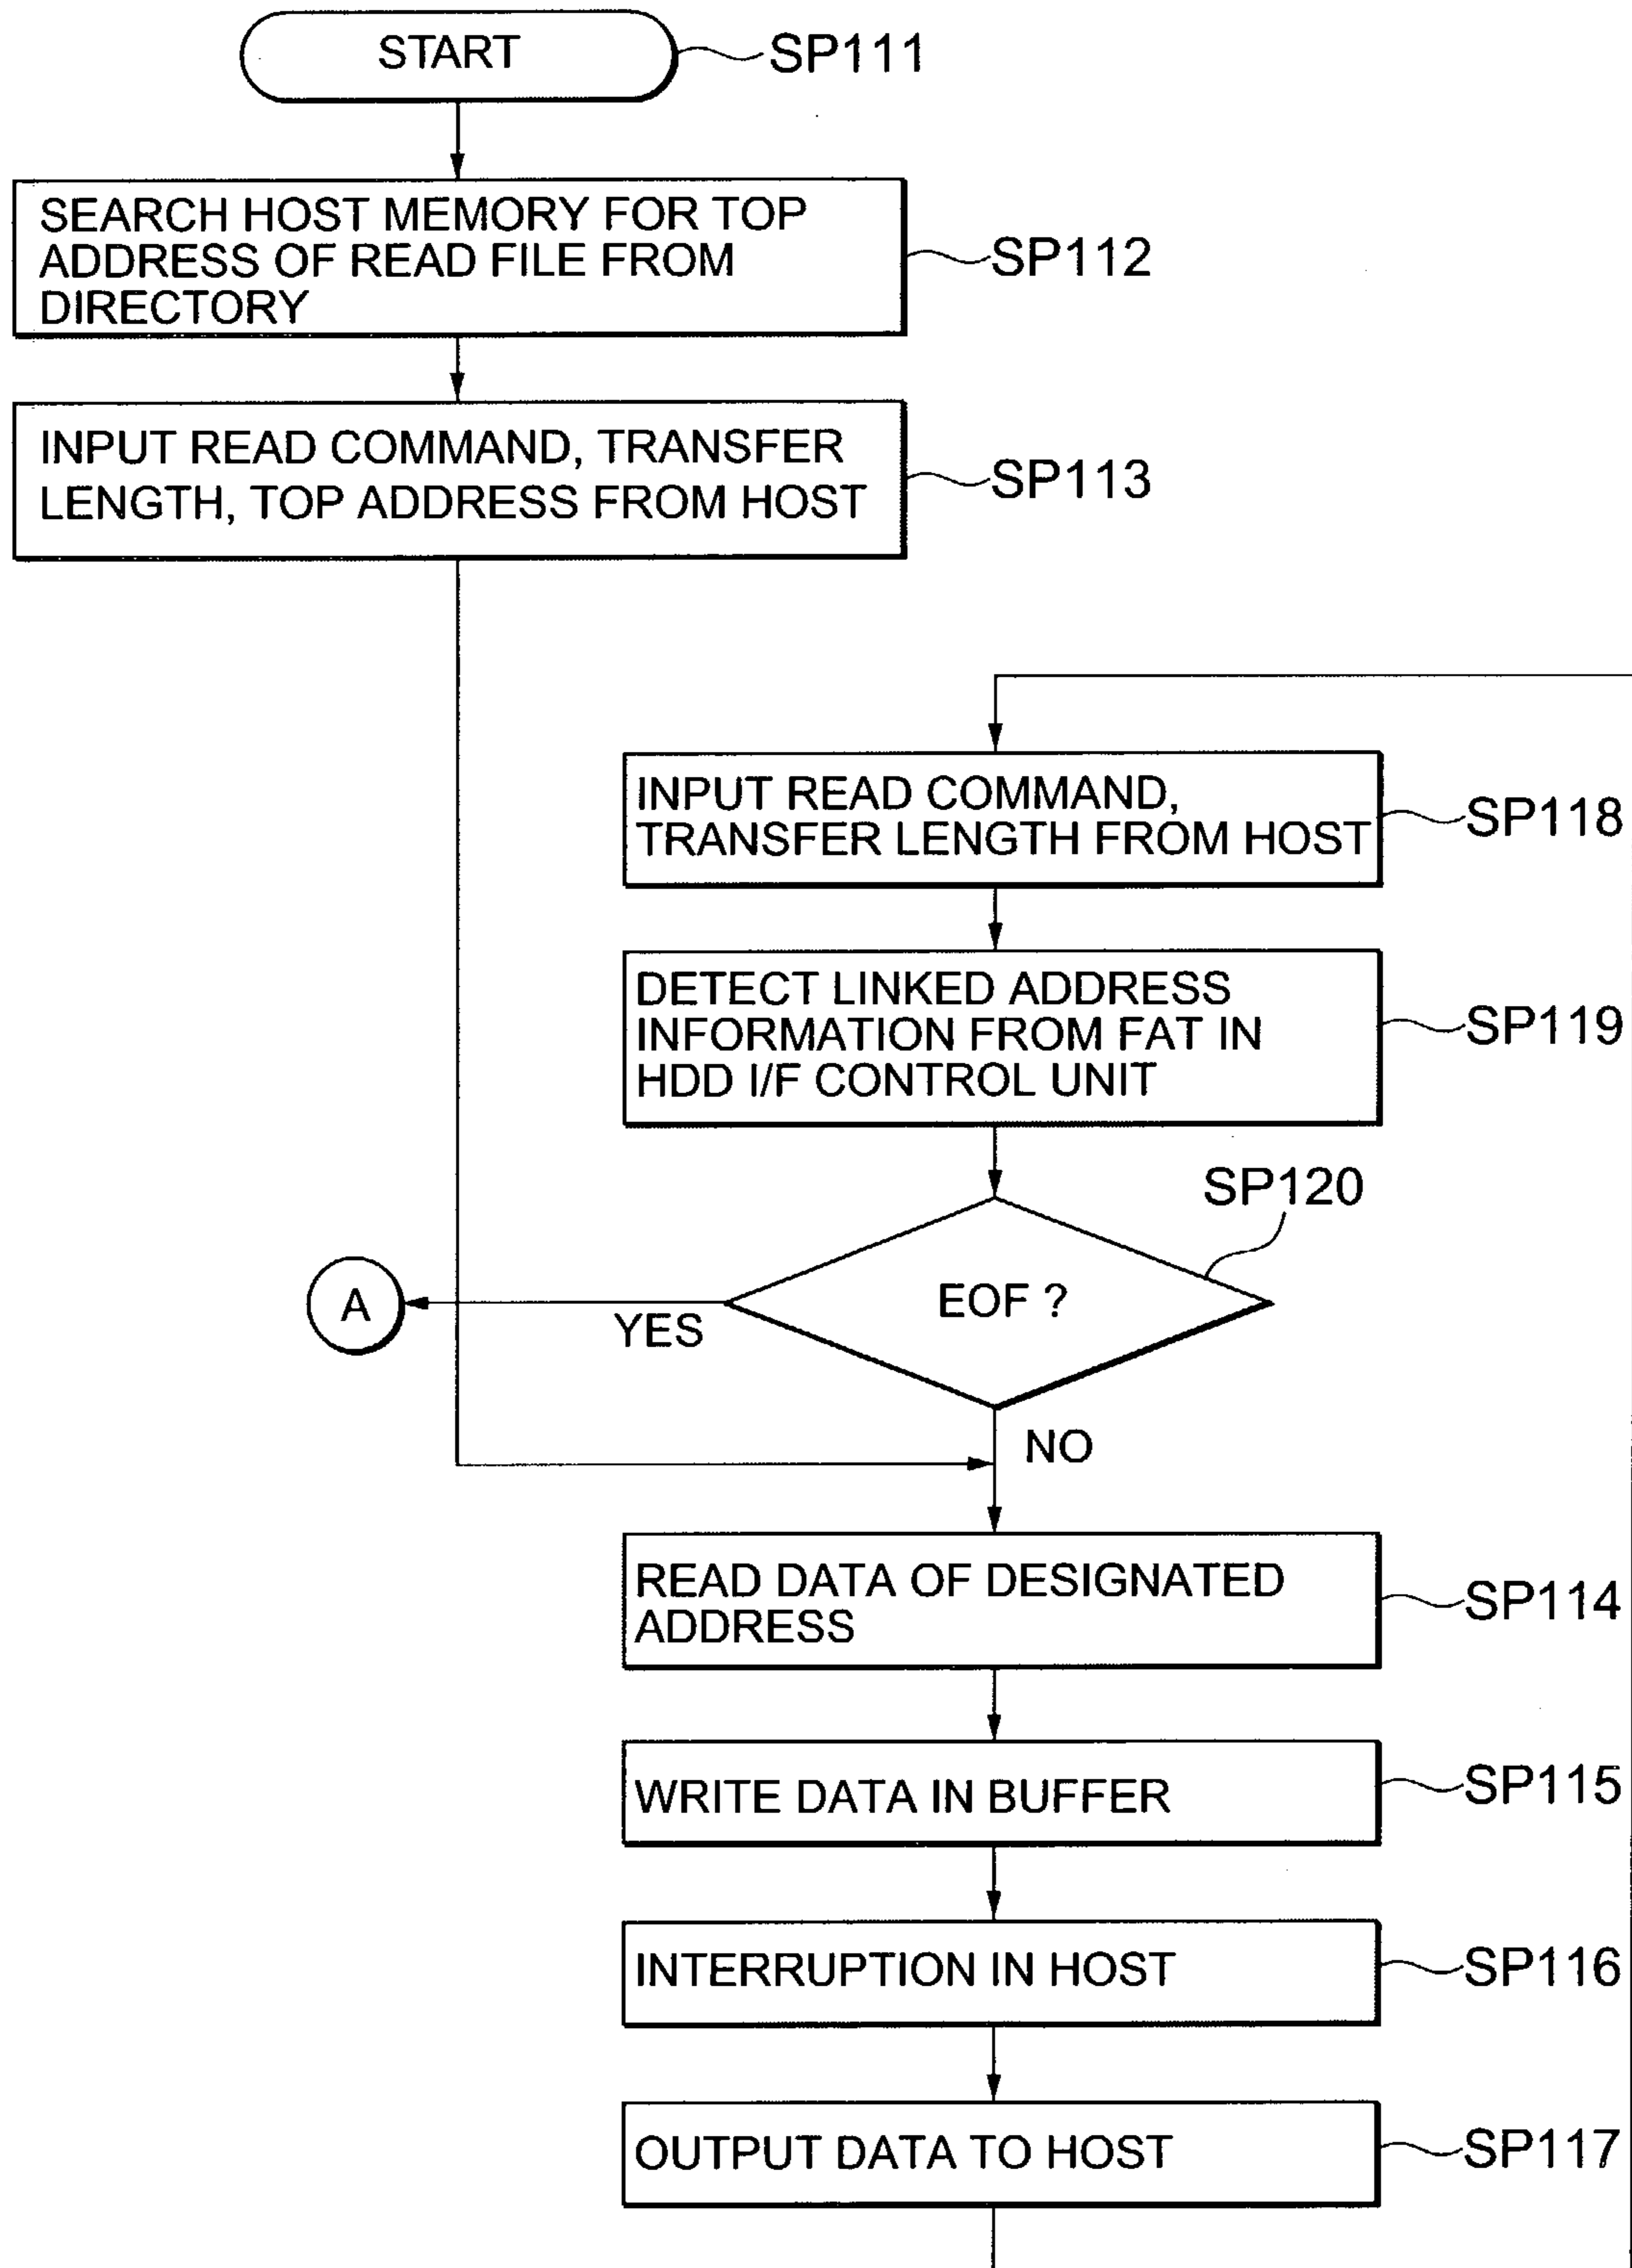 START
SP111
SEARCH HOST MEMORY FOR TOP
ADDRESS OF READ FILE FROM
DIRECTORY
SP112
INPUT READ COMMAND, TRANSFER
LENGTH, TOP ADDRESS FROM HOST
SP113
INPUT READ COMMAND,
TRANSFER LENGTH FROM HOST
SP118
DETECT LINKED ADDRESS
INFORMATION FROM FAT IN
HDD I/F CONTROL UNIT
SP119
SP120
EOF ?
A
YES
NO
READ DATA OF DESIGNATED
ADDRESS
SP114
WRITE DATA IN BUFFER
SP115
INTERRUPTION IN HOST
SP116
OUTPUT DATA TO HOST
SP117